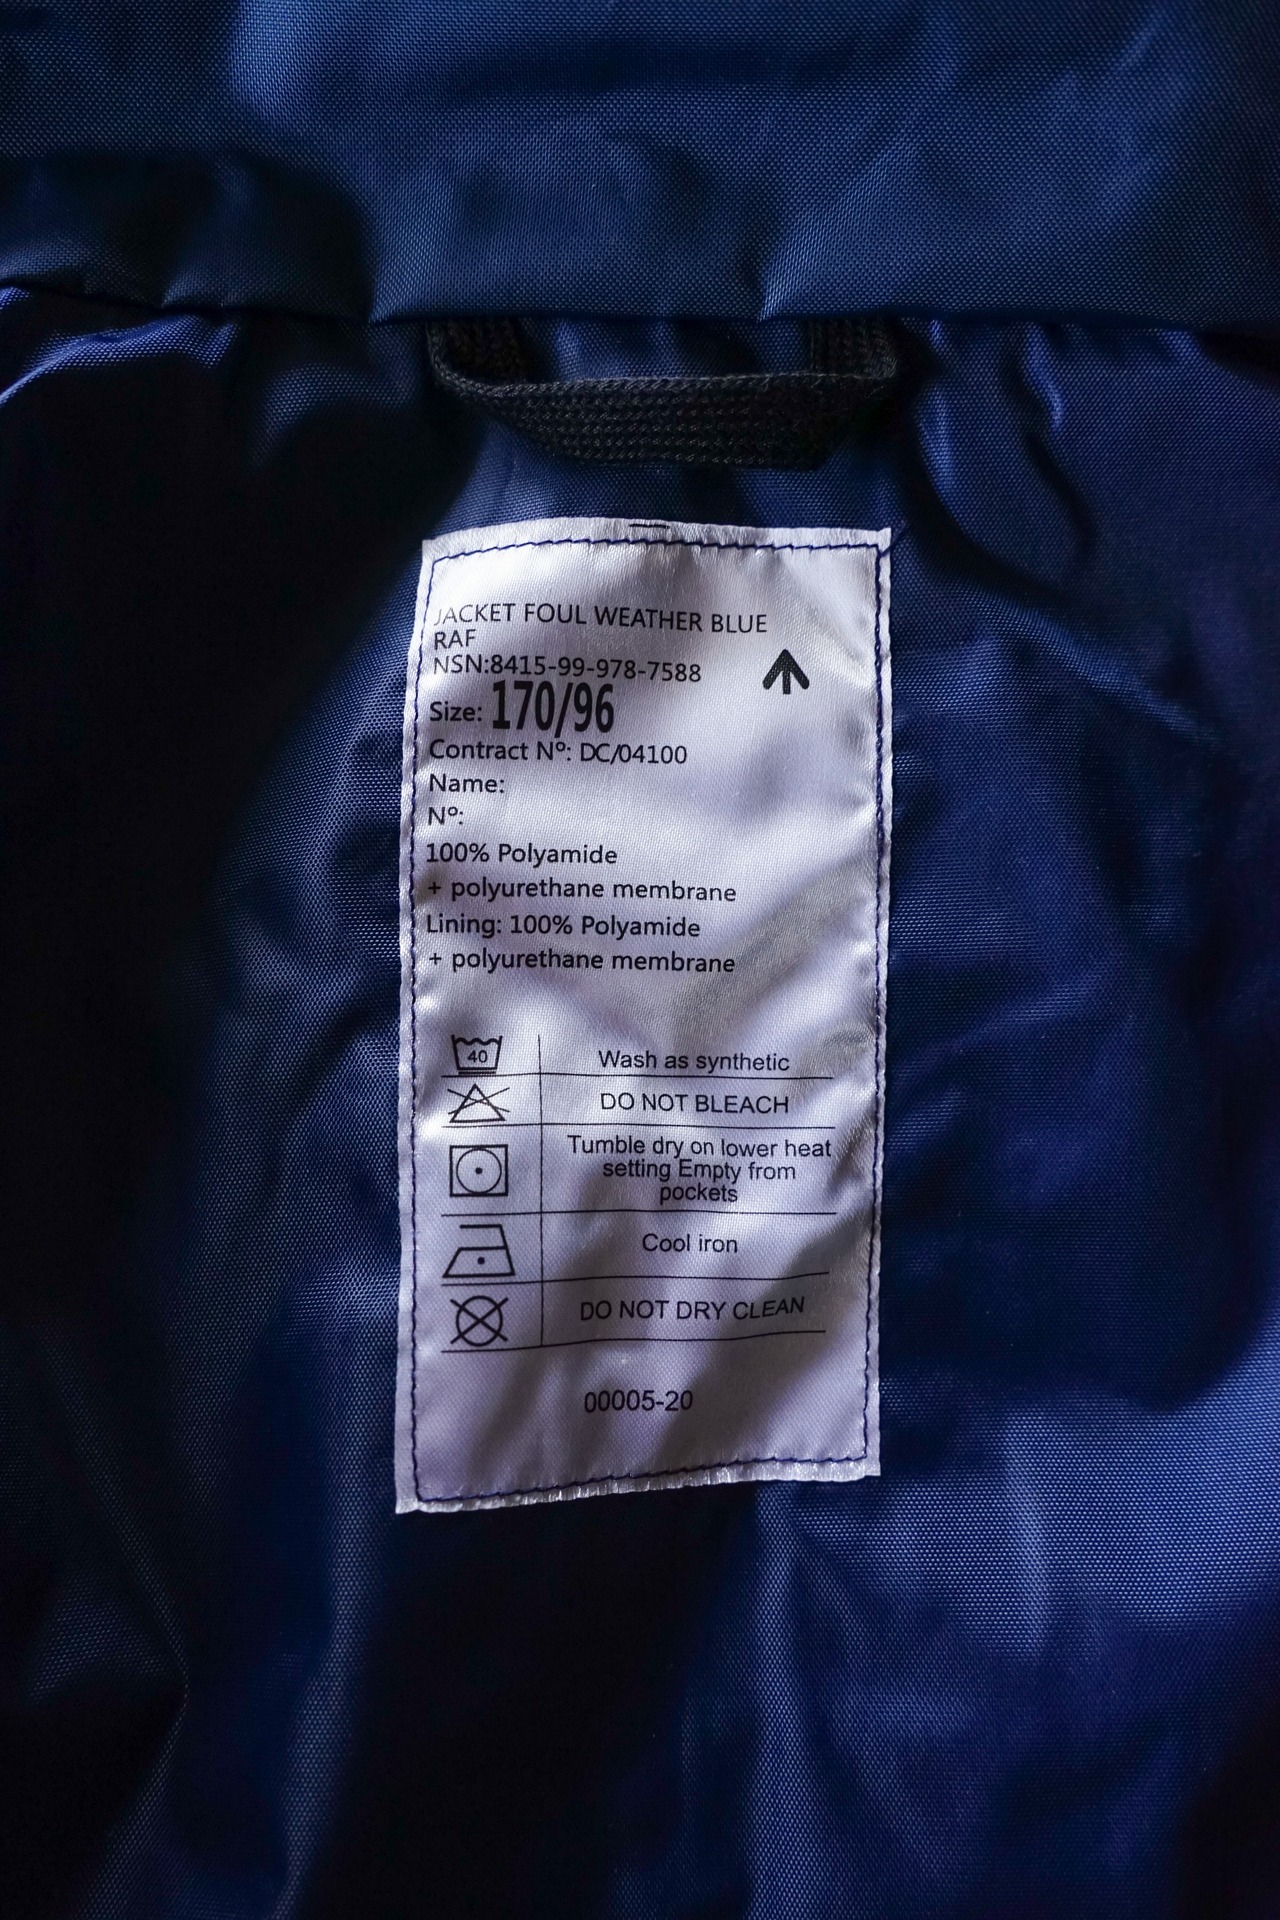 JACKET FOUL WEATHER BLUE
RAF
NSN:8415-99-978-7588
Size: 170/96
Contract Nº: DC/04100
Name:
Nº:
100% Polyamide
+ polyurethane membrane
Lining: 100% Polyamide
+ polyurethane membrane
40 Wash as synthetic
DO NOT BLEACH
Tumble dry on lower heat
setting Empty from
pockets
Cool iron
DO NOT DRY CLEAN
00005-20